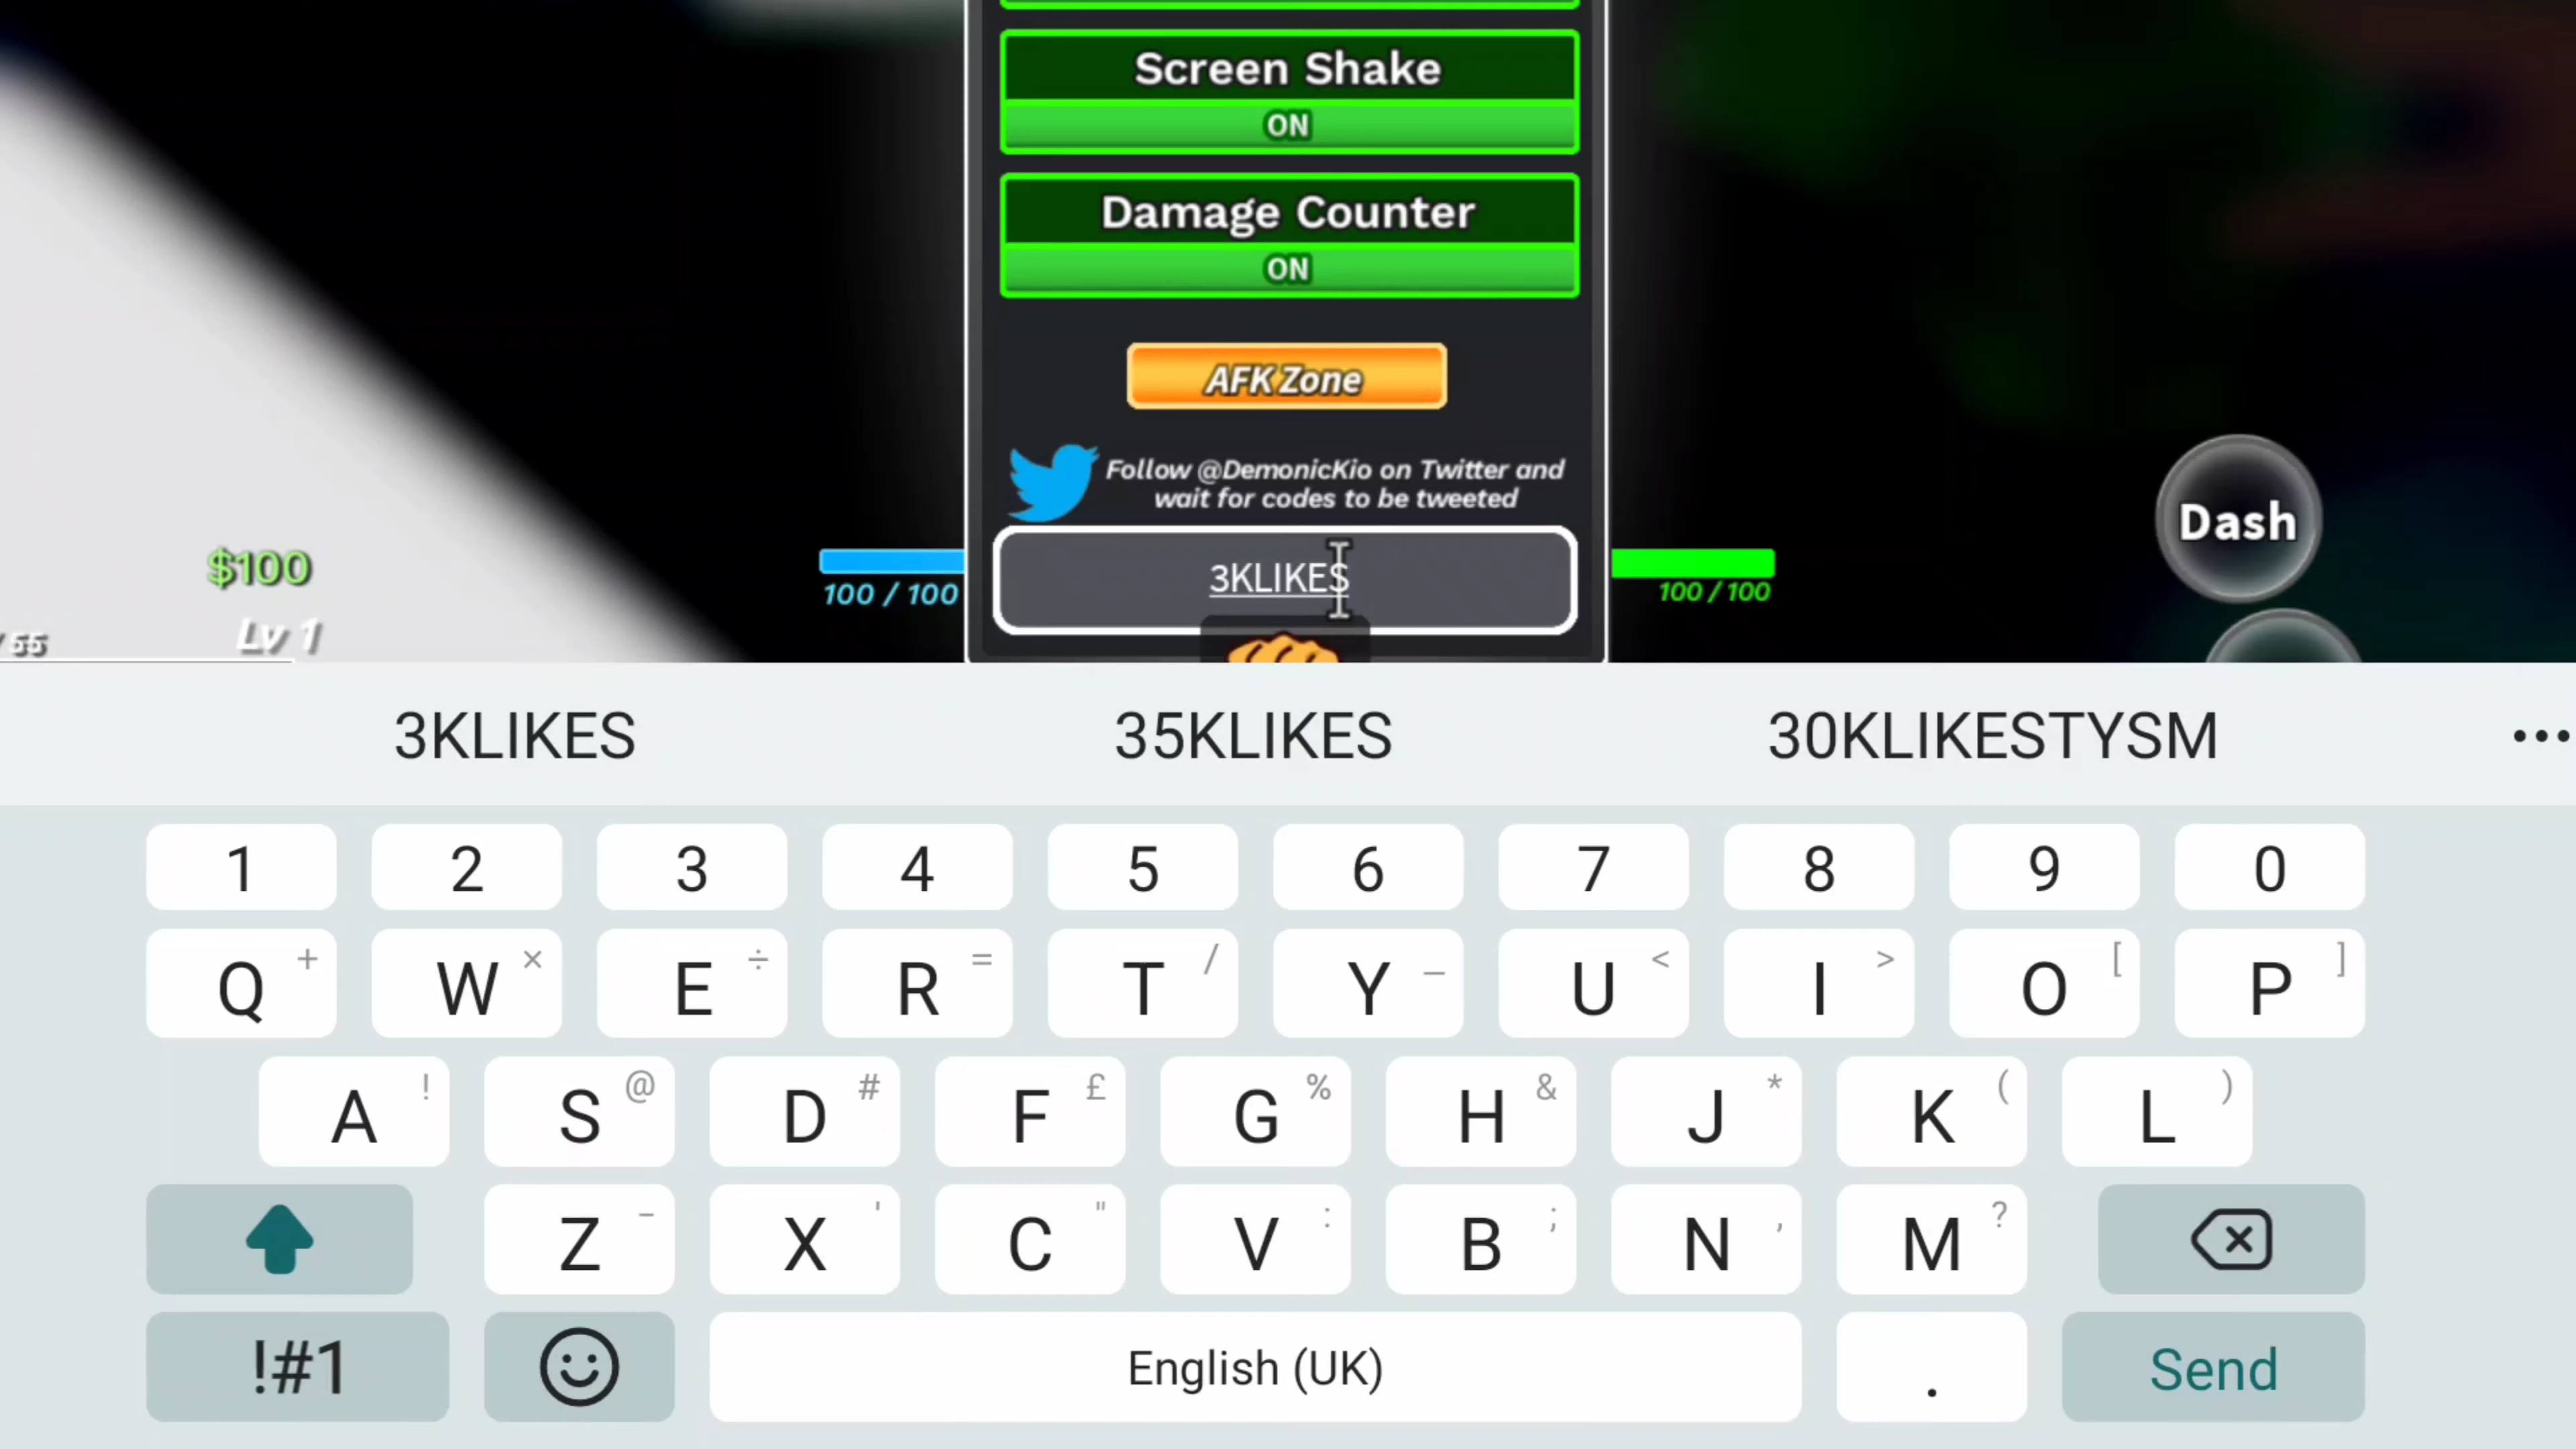 Screen Shake
ON
Damage Counter
ON
AFK Zone
Follow @DemonicKio on Twitter and
wait for codes to be tweeted
3KLIKES
$100
Lv 1
/ 55
100 / 100
100 / 100
Dash
3KLIKES 35KLIKES 30KLIKESTYSM •••
1 2 3 4 5 6 7 8 9 0
Q + W × E ÷ R = T / Y _ U < I > O [ P ]
A ! S @ D # F £ G % H & J * K ( L )
Z - X ' C " V : B ; N , M ?
!#1 English (UK) . Send